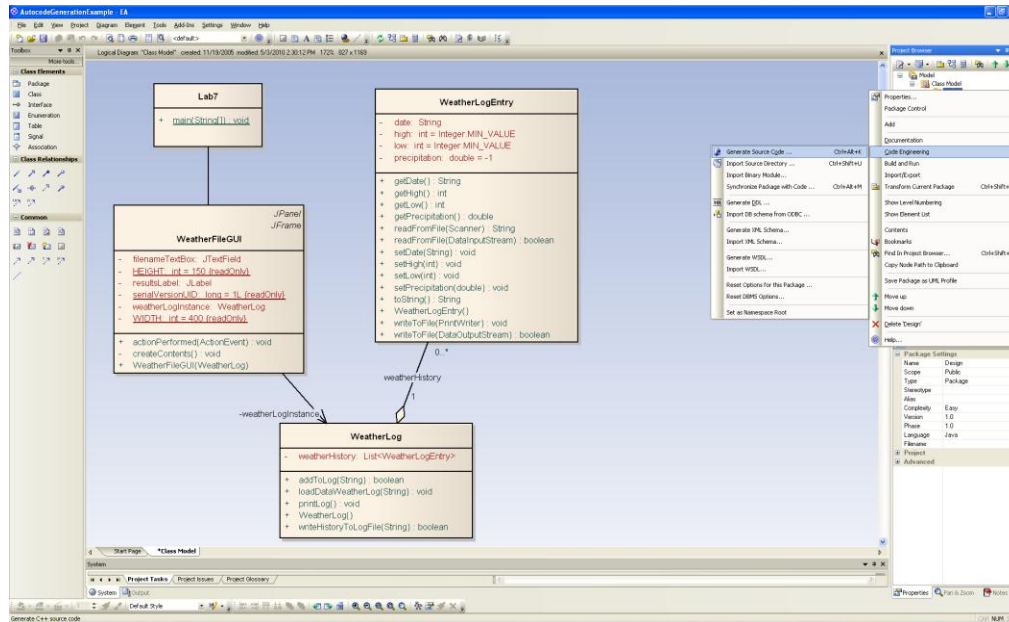 AutocodeGenerationExample - EA
File Edit View Project Diagram Element Tools Add-Ins Settings Window Help
<default>
Toolbox
Logical Diagram: "Class Model" created: 11/19/2005 modified: 5/3/2010 2:30:12 PM 172% 827 x 1169
Project Browser
More tools...
Class Elements
Package
Class
Interface
Enumeration
Table
Signal
Association
Class Relationships
Common
Lab7
+ main(String[]) : void
WeatherLogEntry
- date: String
- high: int = Integer.MIN_VALUE
- low: int = Integer.MIN_VALUE
- precipitation: double = -1
+ getDate() : String
+ getHigh() : int
+ getLow() : int
+ getPrecipitation() : double
+ readFromFile(Scanner) : String
+ readFromFile(DataInputStream) : boolean
+ setDate(String) : void
+ setHigh(int) : void
+ setLow(int) : void
+ setPrecipitation(double) : void
+ toString() : String
+ WeatherLogEntry()
+ writeToFile(PrintWriter) : void
+ writeToFile(DataOutputStream) : boolean
JPanel
JFrame
WeatherFileGUI
- filenameTextBox: JTextField
- HEIGHT: int = 150 {readOnly}
- resultsLabel: JLabel
- serialVersionUID: long = 1L {readOnly}
- weatherLogInstance: WeatherLog
- WIDTH: int = 400 {readOnly}
+ actionPerformed(ActionEvent) : void
- createContents() : void
+ WeatherFileGUI(WeatherLog)
0..*
weatherHistory
1
-weatherLogInstance
WeatherLog
- weatherHistory: List<WeatherLogEntry>
+ addToLog(String) : boolean
+ loadDataWeatherLog(String) : void
+ printLog() : void
+ WeatherLog()
+ writeHistoryToLogFile(String) : boolean
Model
Class Model
Properties...
Package Control
Add
Documentation
Code Engineering
Build and Run
Import/Export
Transform Current Package Ctrl+Shift+
Show Level Numbering
Show Element List
Contents
Bookmarks
Find In Project Browser... Ctrl+Shift+
Copy Node Path to Clipboard
Save Package as UML Profile
Move up
Move down
Delete 'Design'
Help...
Generate Source Code ... Ctrl+Alt+K
Import Source Directory ... Ctrl+Shift+U
Import Binary Module...
Synchronize Package with Code ... Ctrl+Alt+M
Generate DDL ...
Import DB schema from ODBC ...
Generate XML Schema...
Import XML Schema...
Generate WSDL...
Import WSDL...
Reset Options for this Package ...
Reset DBMS Options...
Set as Namespace Root
Package Settings
Name Design
Scope Public
Type Package
Stereotype
Alias
Complexity Easy
Version 1.0
Phase 1.0
Language Java
Filename
Project
Advanced
Start Page *Class Model
System
Project Tasks Project Issues Project Glossary
System Output
Properties Pan & Zoom Notes
Default Style
Generate C++ source code
CAP NUM